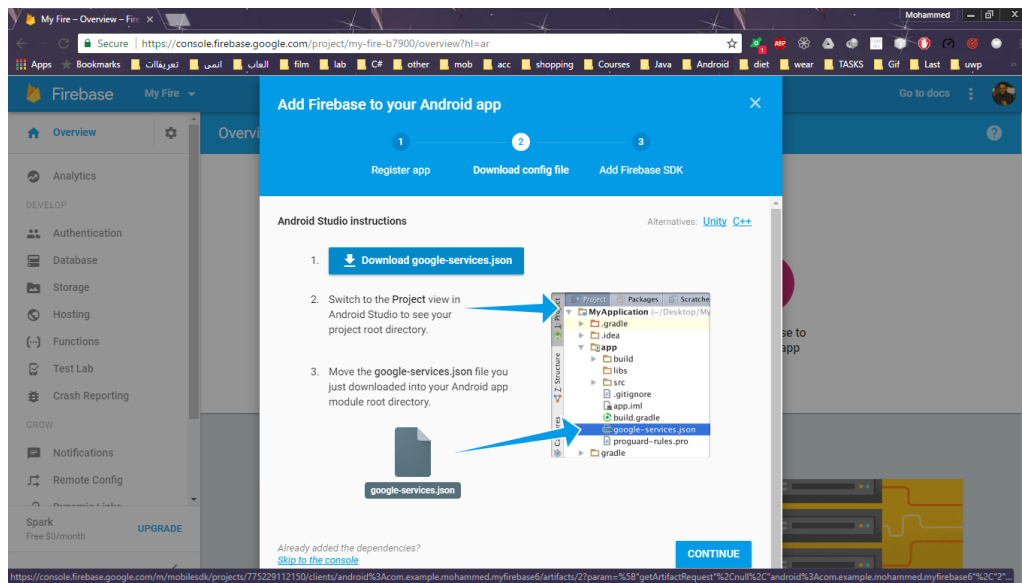 My Fire – Overview – Fire
Mohammed
Secure https://console.firebase.google.com/project/my-fire-b7900/overview?hl=ar
1
ABP
Apps Bookmarks تعريفات انمى العاب film lab C# other mob acc shopping Courses Java Android diet wear TASKS Gif Last uwp »
Firebase My Fire Go to docs
Add Firebase to your Android app
Overview
Overvi
1 2 3
Register app Download config file Add Firebase SDK
Analytics
DEVELOP
Authentication
Database
Storage
Hosting
Functions
Test Lab
Crash Reporting
GROW
Notifications
Remote Config
Dynamic Links
Spark
Free $0/month
UPGRADE
Android Studio instructions
Alternatives: Unity C++
1. Download google-services.json
2. Switch to the Project view in
Android Studio to see your
project root directory.
3. Move the google-services.json file you
just downloaded into your Android app
module root directory.
google-services.json
Project Packages Scratche
MyApplication (~/Desktop/My
.gradle
.idea
app
build
libs
src
.gitignore
app.iml
build.gradle
google-services.json
proguard-rules.pro
gradle
1: Project
Z: Structure
se to
app
Already added the dependencies?
Skip to the console
CONTINUE
https://console.firebase.google.com/m/mobilesdk/projects/775229112150/clients/android%3Acom.example.mohammed.myfirebase6/artifacts/2?param=%5B"getArtifactRequest"%2Cnull%2C"android%3Acom.example.mohammed.myfirebase6"%2C"2"...